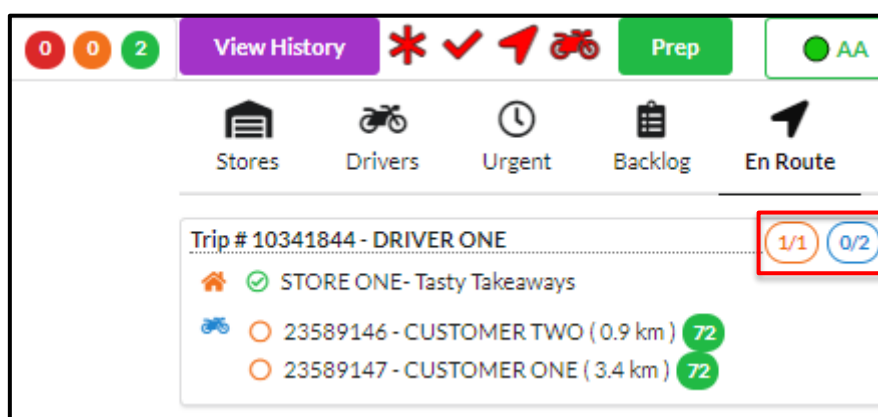 0 0 2 View History Prep AA
Stores Drivers Urgent Backlog En Route
Trip # 10341844 - DRIVER ONE 1/1 0/2
STORE ONE- Tasty Takeaways
23589146 - CUSTOMER TWO ( 0.9 km ) 72
23589147 - CUSTOMER ONE ( 3.4 km ) 72